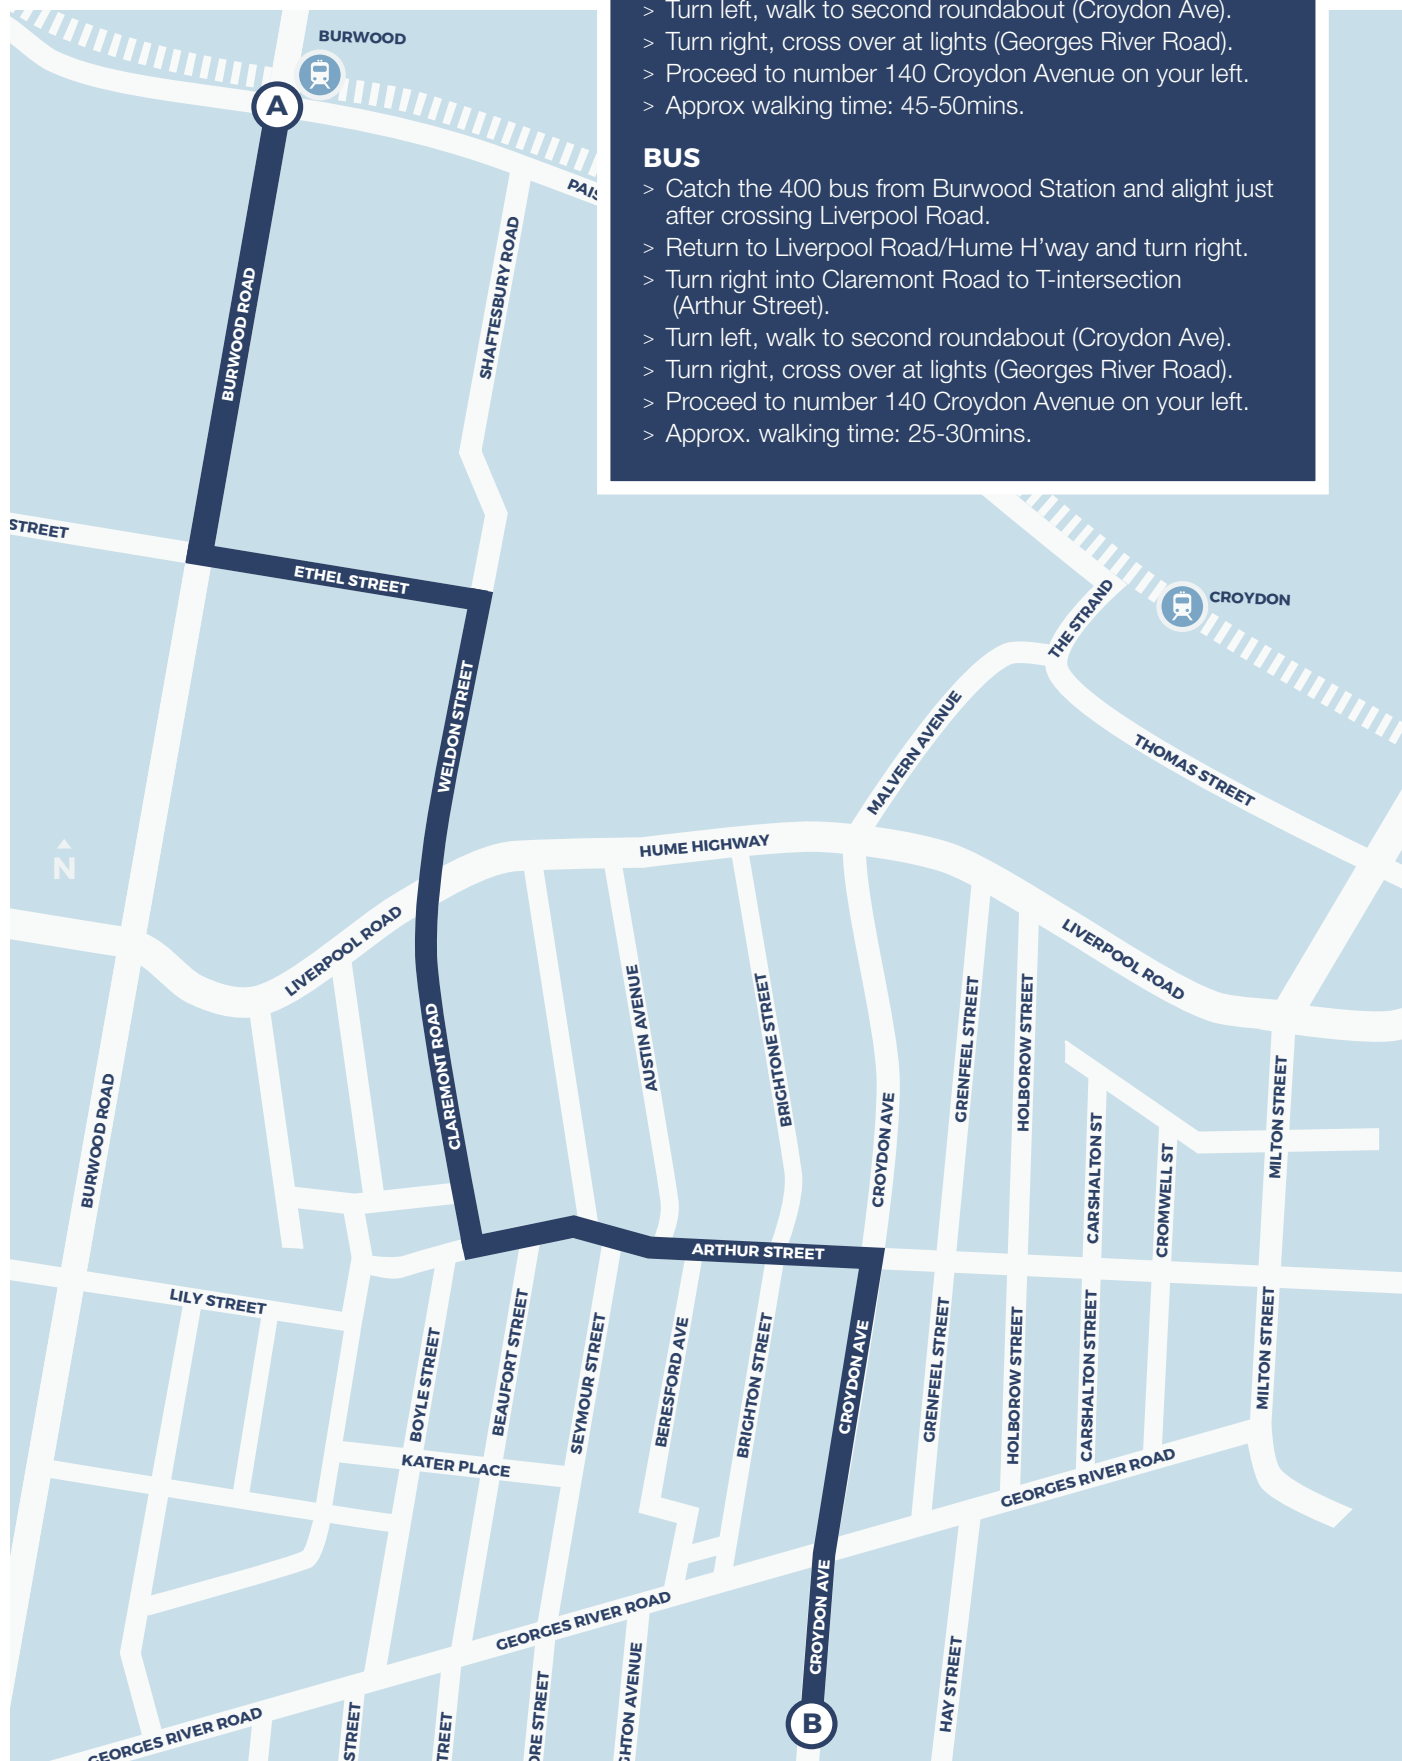 > Turn left, walk to second roundabout (Croydon Ave).
> Turn right, cross over at lights (Georges River Road).
> Proceed to number 140 Croydon Avenue on your left.
> Approx walking time: 45-50mins.
BUS
> Catch the 400 bus from Burwood Station and alight just
after crossing Liverpool Road.
> Return to Liverpool Road/Hume H'way and turn right.
> Turn right into Claremont Road to T-intersection
(Arthur Street).
> Turn left, walk to second roundabout (Croydon Ave).
> Turn right, cross over at lights (Georges River Road).
> Proceed to number 140 Croydon Avenue on your left.
> Approx. walking time: 25-30mins.
BURWOOD
A
SHAFTESBURY ROAD
BURWOOD ROAD
STREET
ETHEL STREET
THE STRAND
CROYDON
WELDON STREET
MALVERN AVENUE
THOMAS STREET
HUME HIGHWAY
N
LIVERPOOL ROAD
LIVERPOOL ROAD
CLAREMONT ROAD
AUSTIN AVENUE
BRIGHTONE STREET
CROYDON AVE
GRENFEEL STREET
HOLBOROW STREET
CARSHALTON ST
CROMWELL ST
MILTON STREET
BURWOOD ROAD
ARTHUR STREET
LILY STREET
BOYLE STREET
BEAUFORT STREET
SEYMOUR STREET
BERESFORD AVE
BRIGHTON STREET
CROYDON AVE
GRENFEEL STREET
HOLBOROW STREET
CARSHALTON STREET
MILTON STREET
KATER PLACE
GEORGES RIVER ROAD
GEORGES RIVER ROAD
CROYDON AVE
HAY STREET
GEORGES RIVER ROAD
STREET
B